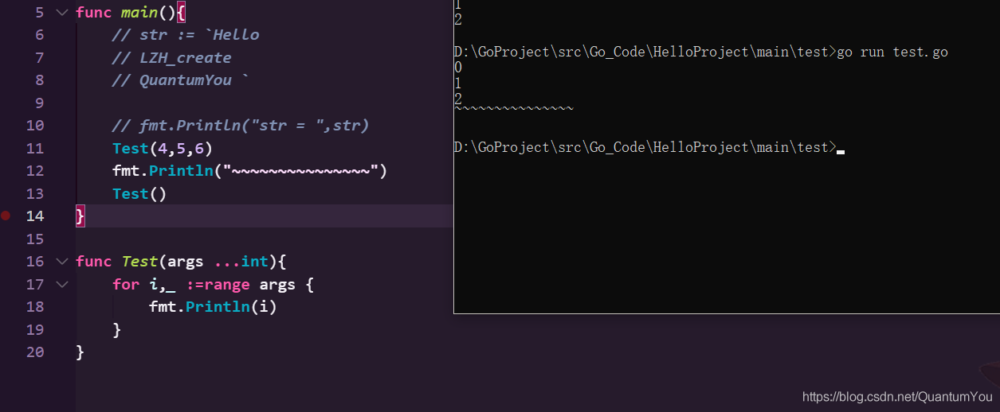 5 func main(){
6 // str := `Hello
7 // LZH_create
8 // QuantumYou `
9
10 // fmt.Println("str = ",str)
11 Test(4,5,6)
12 fmt.Println("~~~~~~~~~~~~~~~")
13 Test()
14 }
15
16 func Test(args ...int){
17 for i,_ :=range args {
18 fmt.Println(i)
19 }
20 }
1
2
D:\GoProject\src\Go_Code\HelloProject\main\test>go run test.go
0
1
2
~~~~~~~~~~~~~~~
D:\GoProject\src\Go_Code\HelloProject\main\test>
https://blog.csdn.net/QuantumYou